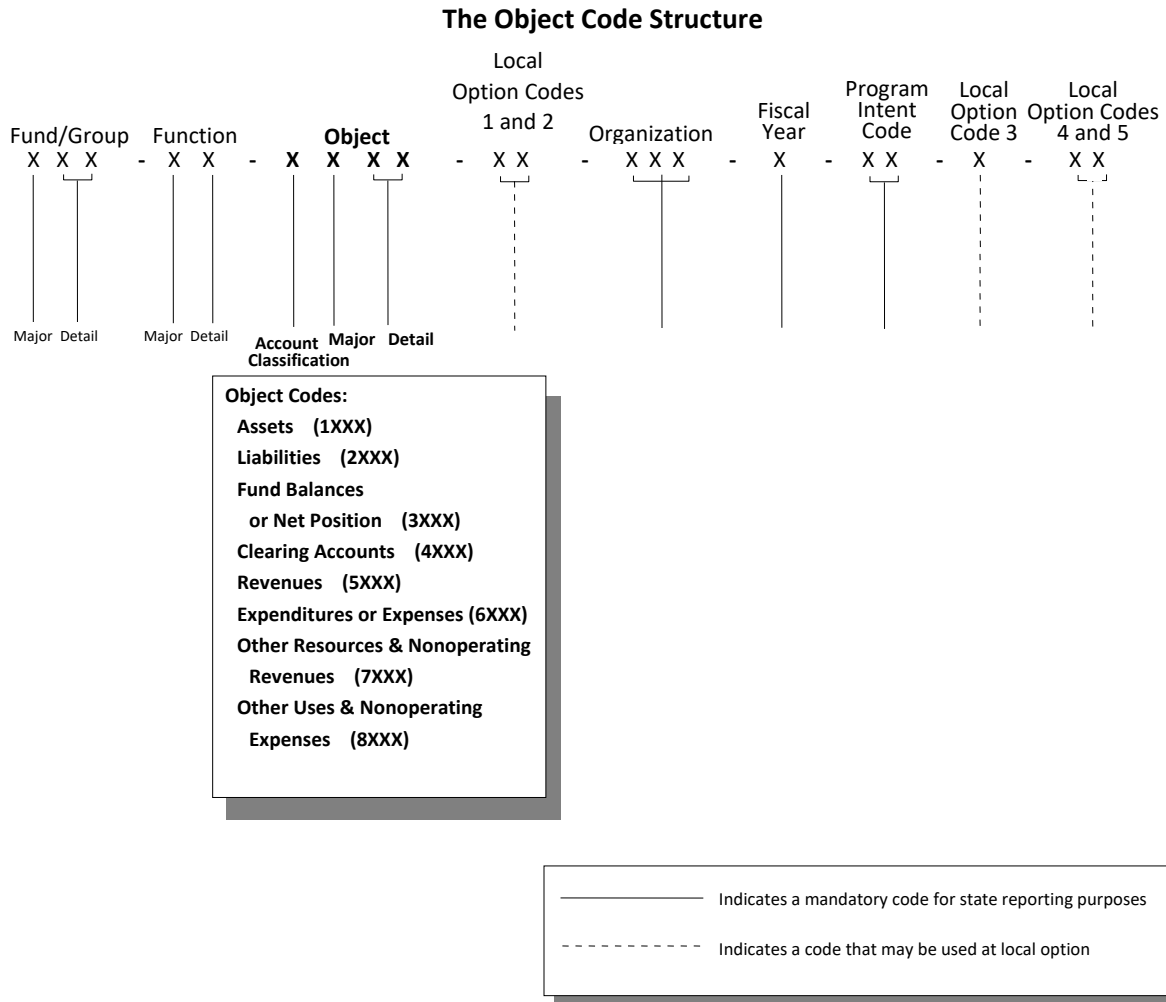 The Object Code Structure
Local
Option Codes
1 and 2
Fund/Group
Function
Object
Organization
Fiscal
Year
Program
Intent
Code
Local
Option
Code 3
Local
Option Codes
4 and 5
X X X - X X - X X X X - X X - X X X - X - X X - X - X X
Major Detail
Major Detail
Account
Classification
Major Detail
Object Codes:
Assets (1XXX)
Liabilities (2XXX)
Fund Balances
or Net Position (3XXX)
Clearing Accounts (4XXX)
Revenues (5XXX)
Expenditures or Expenses (6XXX)
Other Resources & Nonoperating
Revenues (7XXX)
Other Uses & Nonoperating
Expenses (8XXX)
Indicates a mandatory code for state reporting purposes
Indicates a code that may be used at local option